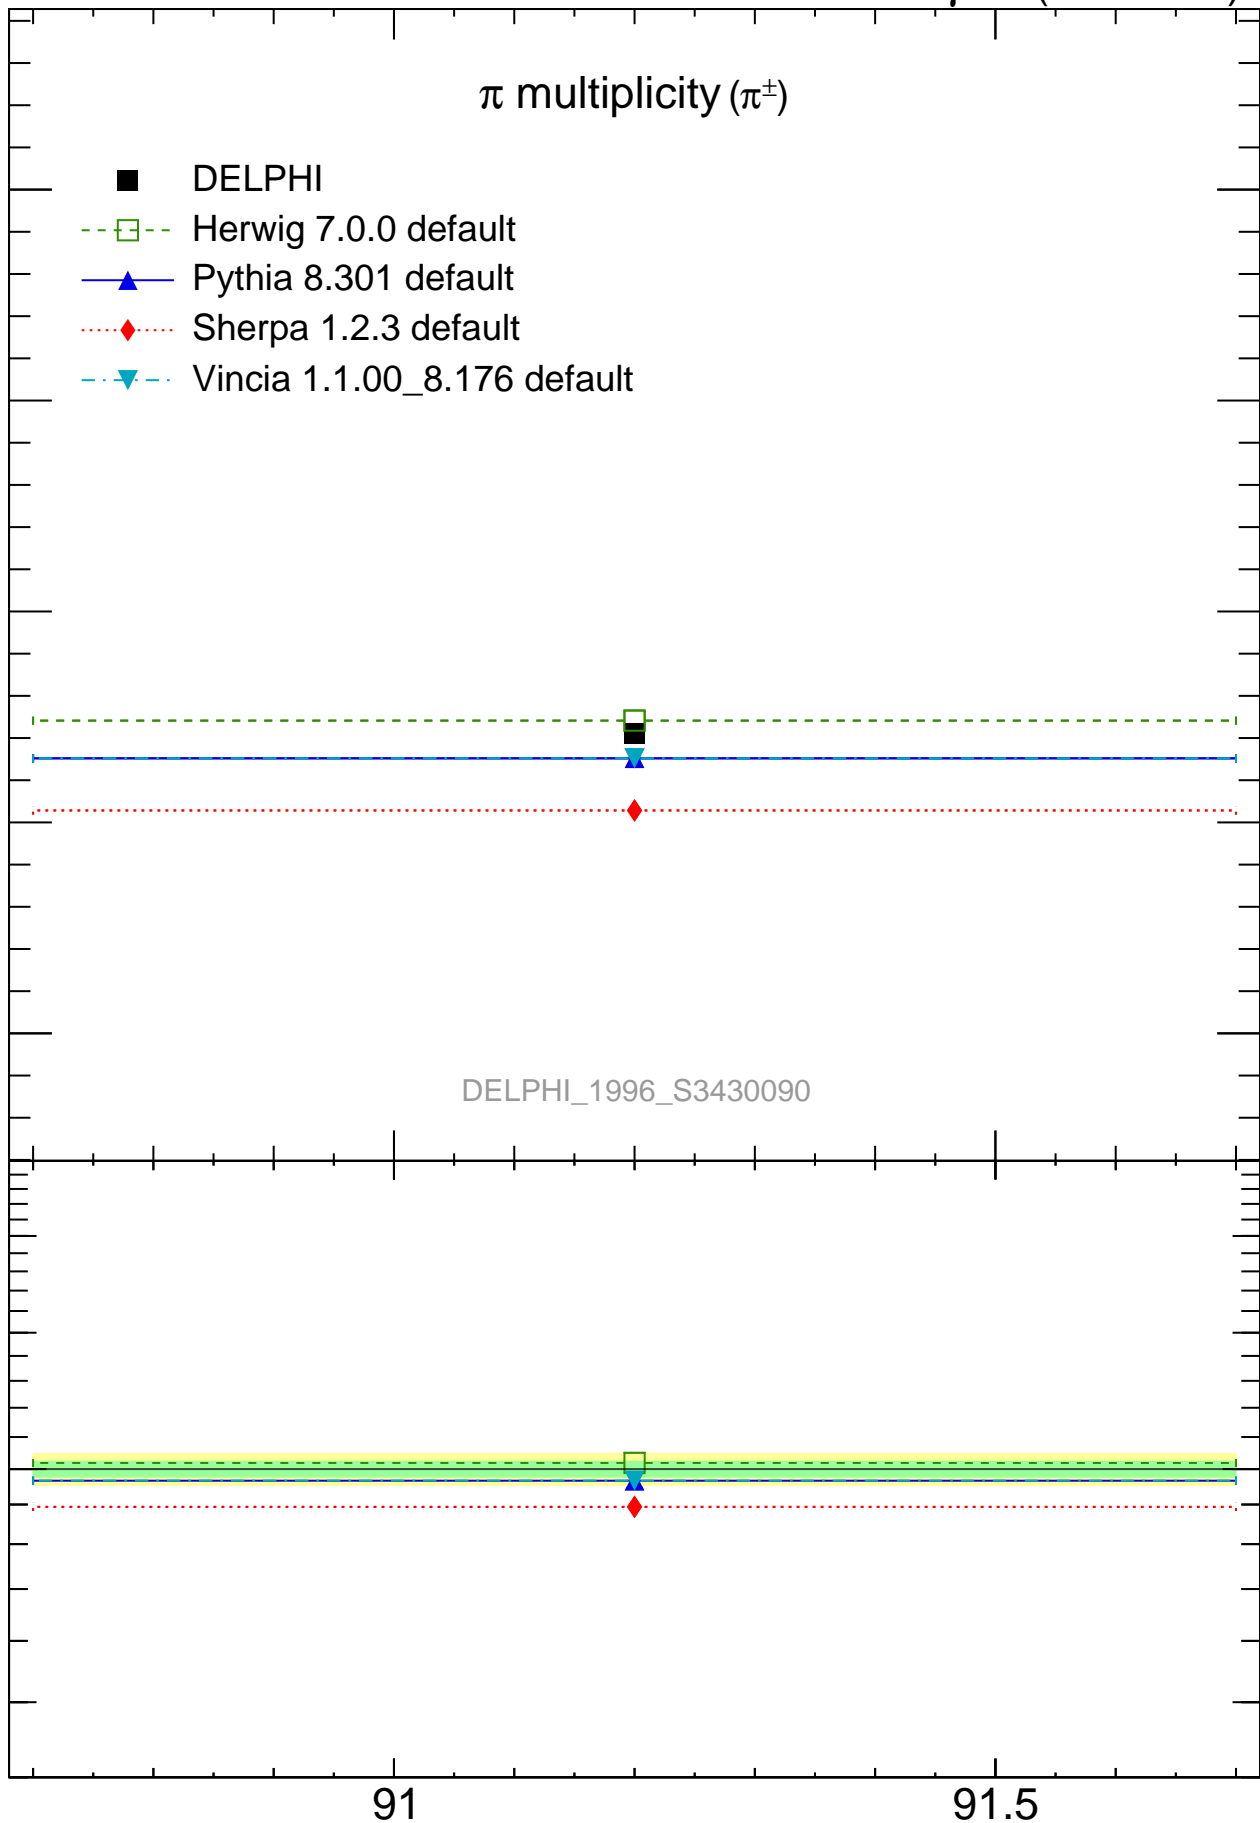 π multiplicity (π±)
DELPHI
Herwig 7.0.0 default
Pythia 8.301 default
Sherpa 1.2.3 default
Vincia 1.1.00_8.176 default
DELPHI_1996_S3430090
91 91.5